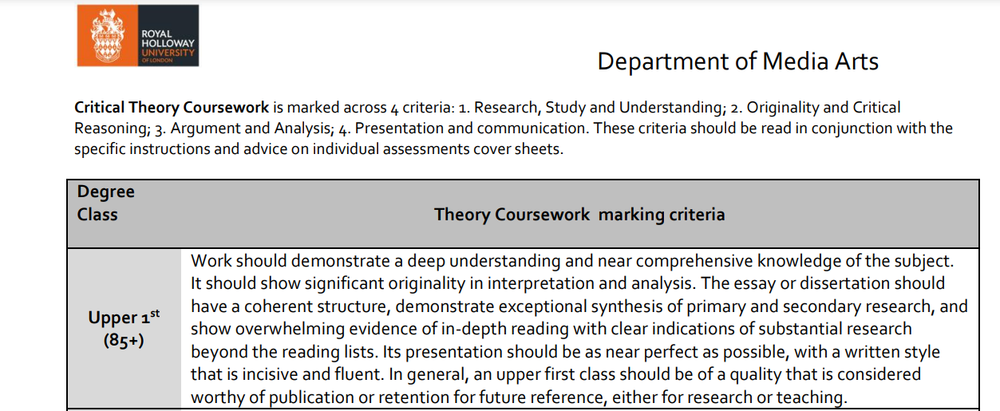 ROYAL
HOLLOWAY
UNIVERSITY
OF LONDON
Department of Media Arts
Critical Theory Coursework is marked across 4 criteria: 1. Research, Study and Understanding; 2. Originality and Critical
Reasoning; 3. Argument and Analysis; 4. Presentation and communication. These criteria should be read in conjunction with the
specific instructions and advice on individual assessments cover sheets.
Degree
Class
Theory Coursework marking criteria
Upper 1st
(85+)
Work should demonstrate a deep understanding and near comprehensive knowledge of the subject.
It should show significant originality in interpretation and analysis. The essay or dissertation should
have a coherent structure, demonstrate exceptional synthesis of primary and secondary research, and
show overwhelming evidence of in-depth reading with clear indications of substantial research
beyond the reading lists. Its presentation should be as near perfect as possible, with a written style
that is incisive and fluent. In general, an upper first class should be of a quality that is considered
worthy of publication or retention for future reference, either for research or teaching.